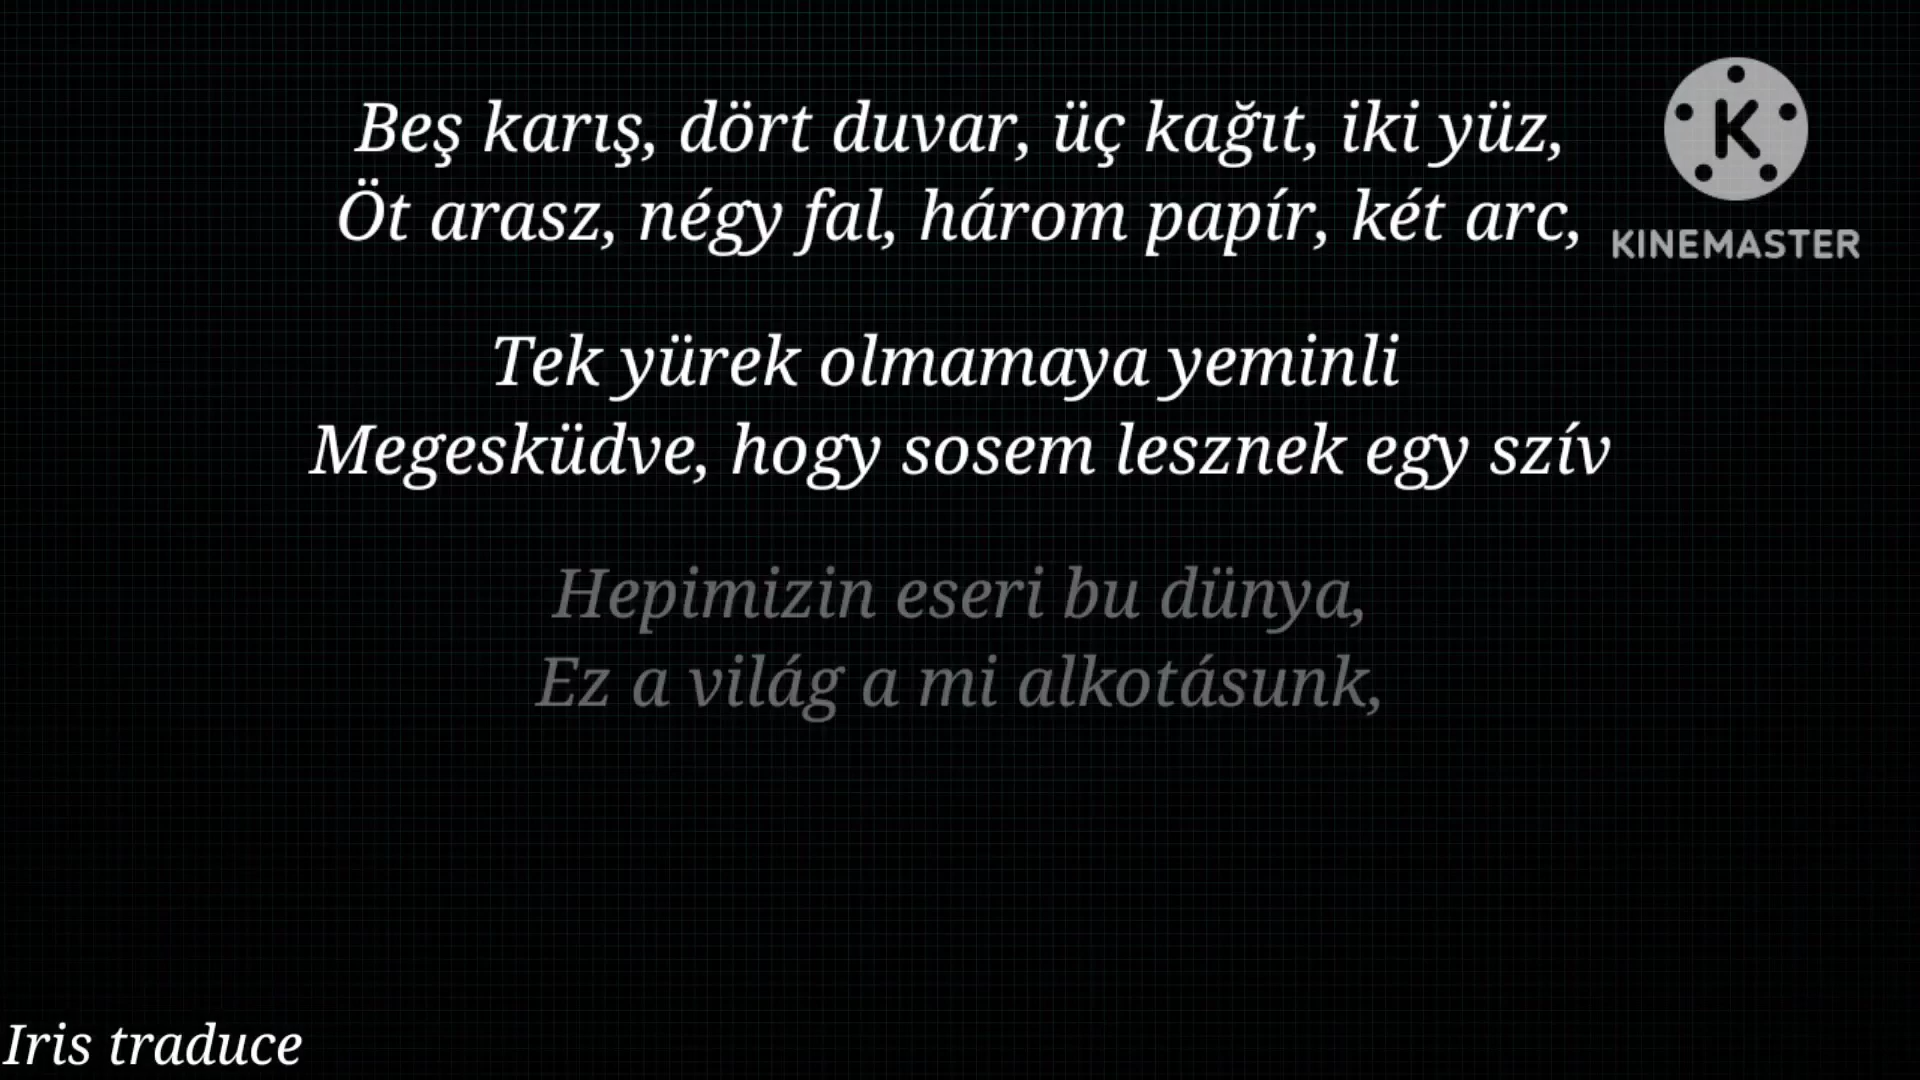 Beş karış, dört duvar, üç kağıt, iki yüz,
Öt arasz, négy fal, három papír, két arc,
KINEMASTER
Tek yürek olmamaya yeminli
Megesküdve, hogy sosem lesznek egy szív
Hepimizin eseri bu dünya,
Ez a világ a mi alkotásunk,
Iris traduce